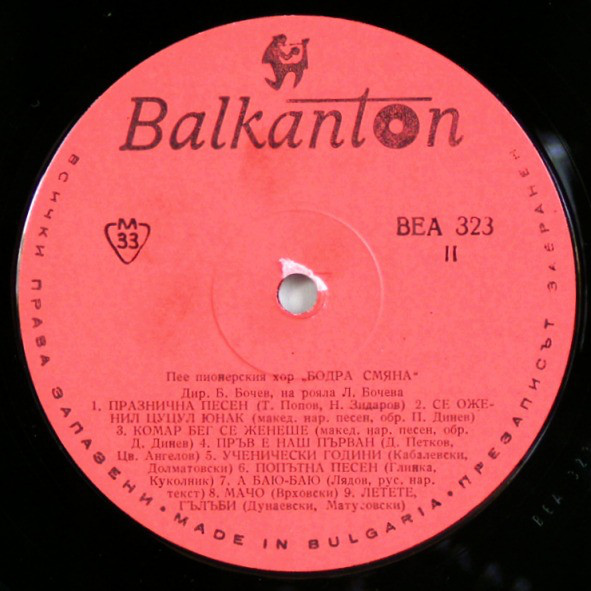 Balkanton
M
33
ВЕА 323
II
Пее пионерския хор „БОДРА СМЯНА“
Дир. Б. Бочев, на рояла Л. Бочева
1. ПРАЗНИЧНА ПЕСЕН (Т. Попов, Н. Зидаров) 2. СЕ ОЖЕ-
НИЛ ЦУЦУЛ ЮНАК (макед. нар. песен, обр. П. Динев)
3. КОМАР БЕГ СЕ ЖЕНЕШЕ (макед. нар. песен, обр.
Д. Динев) 4. ПРЪВ Е НАШ ПЪРВАН (Д. Петков,
Цв. Ангелов) 5. УЧЕНИЧЕСКИ ГОДИНИ (Кабалевски,
Долматовски) 6. ПОПЪТНА ПЕСЕН (Глинка,
Куколник) 7. А БАЮ-БАЮ (Лядов, рус. нар.
текст) 8. МАЧО (Врховски) 9. ЛЕТЕТЕ,
ГЪЛЪБИ (Дунаевски, Матусовски)
ВСИЧКИ ПРАВА ЗАПАЗЕНИ • MADE IN BULGARIA • ПРЕЗАПИСЪТ ЗАБРАНЕН
BEA 323